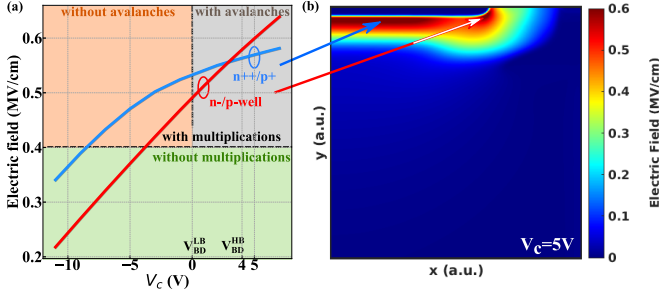 (a)
without avalanches
with avalanches
n++/p+
n-/p-well
with multiplications
without multiplications
V_BD^LB
V_BD^HB
Electric field (MV/cm)
0.6
0.5
0.4
0.3
0.2
−10
−5
0
4
5
V_C (V)
(b)
y (a.u.)
x (a.u.)
V_c=5V
0.6
0.5
0.4
0.3
0.2
0.1
0
Electric Field (MV/cm)